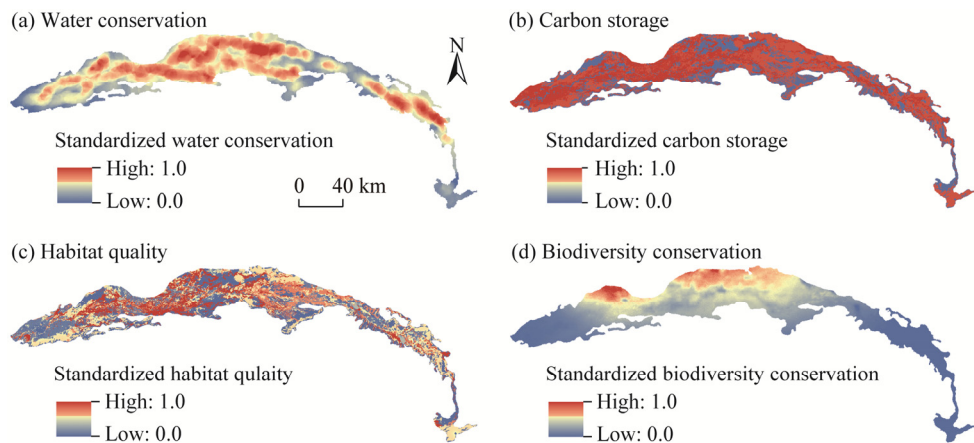 (a) Water conservation
N
Standardized water conservation
High: 1.0
Low: 0.0
0 40 km
(b) Carbon storage
Standardized carbon storage
High: 1.0
Low: 0.0
(c) Habitat quality
Standardized habitat qulaity
High: 1.0
Low: 0.0
(d) Biodiversity conservation
Standardized biodiversity conservation
High: 1.0
Low: 0.0